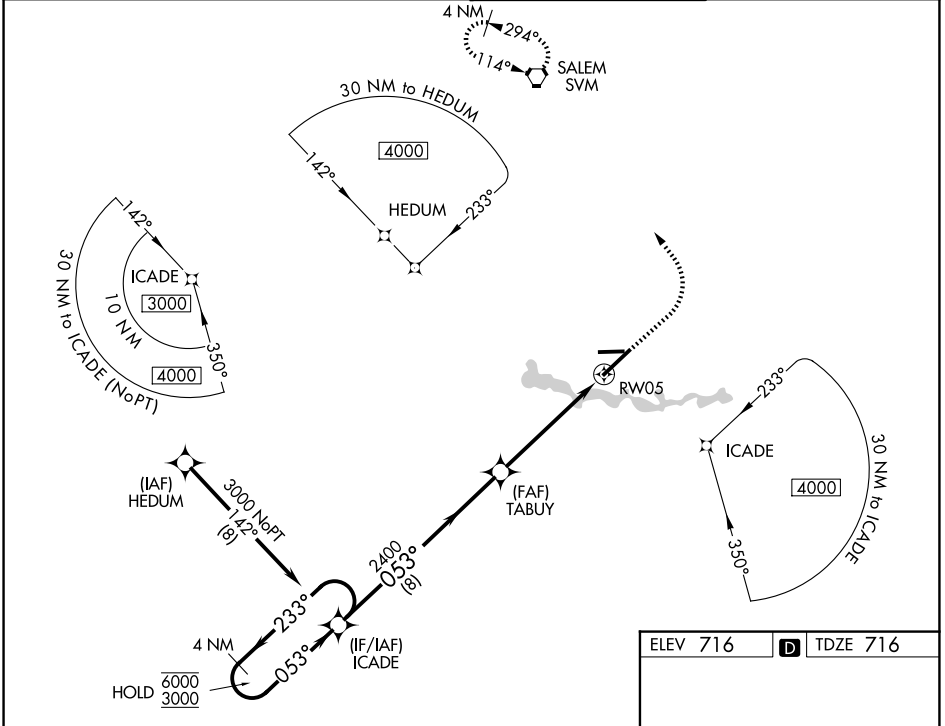 4 NM
294°
114°
SALEM
SVM
30 NM to HEDUM
4000
142°
HEDUM
233°
142°
ICADE
3000
10 NM
30 NM to ICADE (NoPT)
4000
350°
RW05
233°
ICADE
4000
30 NM to ICADE
350°
(IAF)
HEDUM
3000 NoPT
142°
(8)
(FAF)
TABUY
2400
053°
(8)
233°
4 NM
053°
(IF/IAF)
ICADE
HOLD 6000
3000
ELEV 716 D TDZE 716